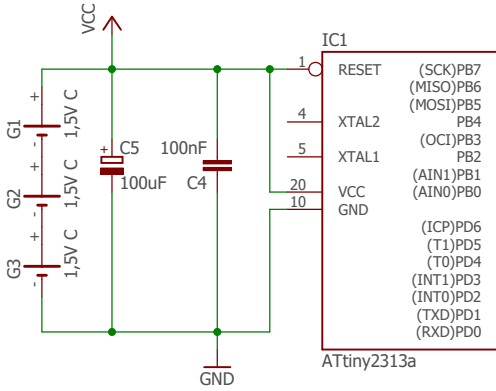 VCC
IC1
G1
+
-
1,5V C
G2
+
-
1,5V C
G3
+
-
1,5V C
+
C5
100uF
100nF
C4
GND
1
RESET
4
XTAL2
5
XTAL1
20
VCC
10
GND
(SCK)PB7
(MISO)PB6
(MOSI)PB5
PB4
(OCI)PB3
PB2
(AIN1)PB1
(AIN0)PB0
(ICP)PD6
(T1)PD5
(T0)PD4
(INT1)PD3
(INT0)PD2
(TXD)PD1
(RXD)PD0
ATtiny2313a